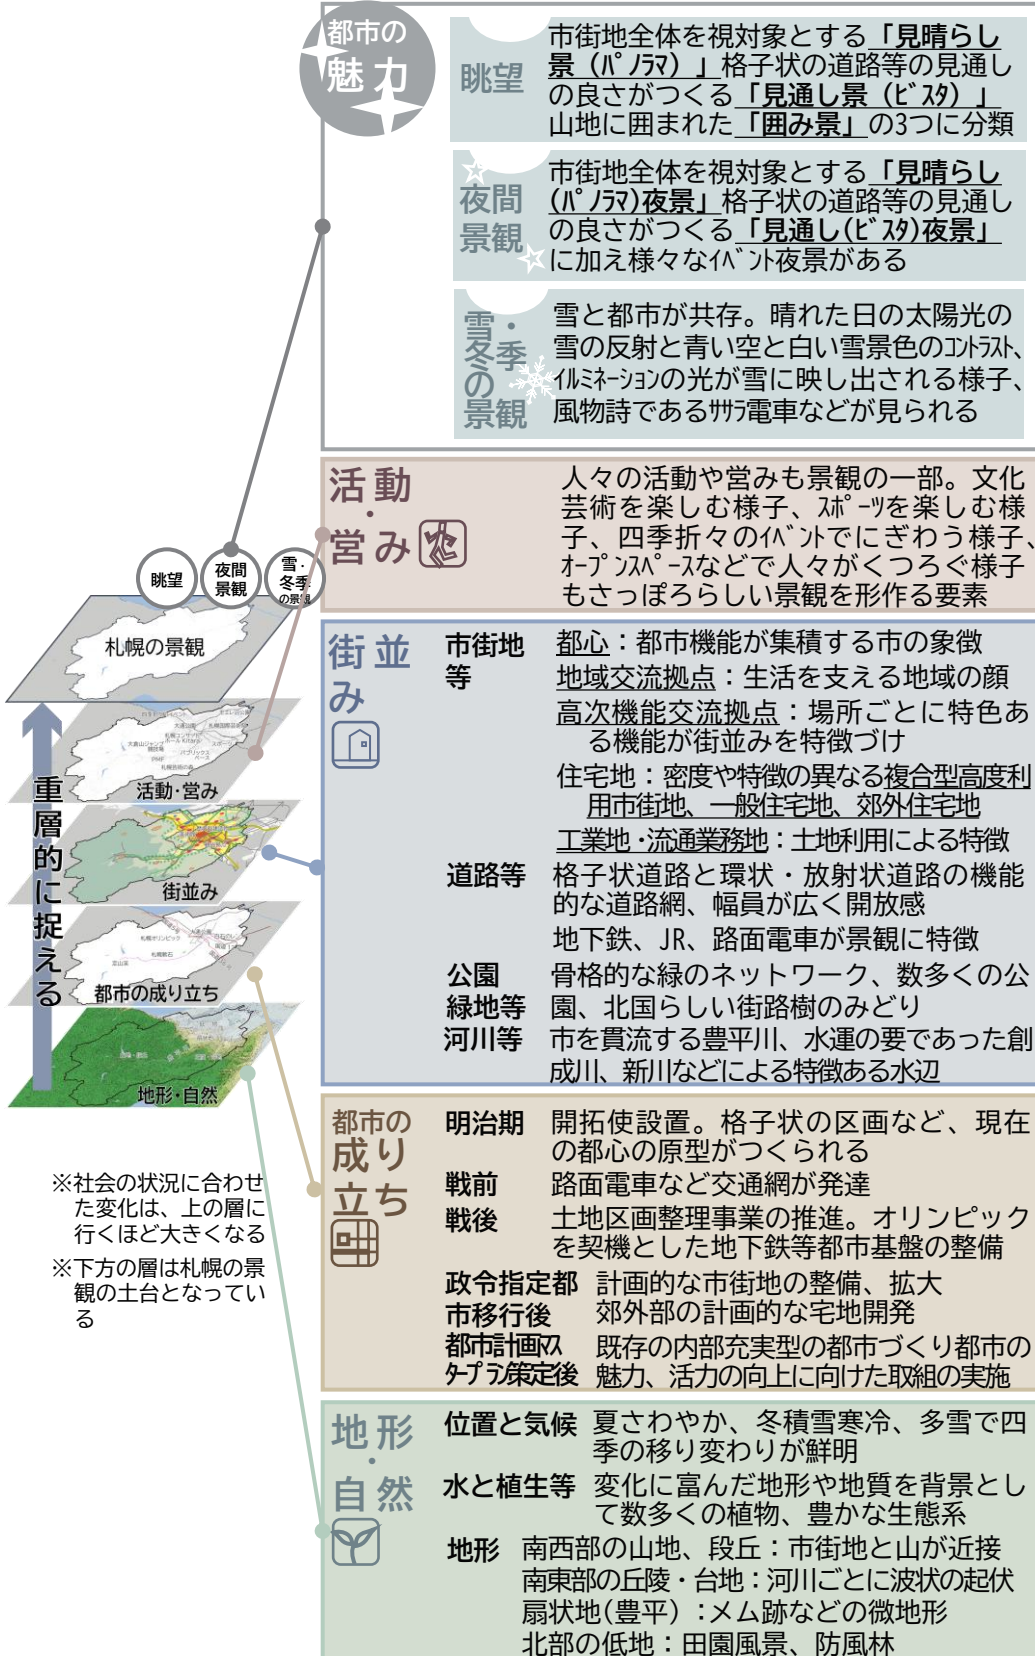 都市の
魅力
眺望
市街地全体を視対象とする「見晴らし
景（ﾊﾟﾉﾗﾏ）」格子状の道路等の見通し
の良さがつくる「見通し景（ﾋﾞｽﾀ）」
山地に囲まれた「囲み景」の3つに分類
夜間
景観
市街地全体を視対象とする「見晴らし
(ﾊﾟﾉﾗﾏ)夜景」格子状の道路等の見通し
の良さがつくる「見通し(ﾋﾞｽﾀ)夜景」
に加え様々なｲﾍﾞﾝﾄ夜景がある
雪・
冬季
の
景観
雪と都市が共存。晴れた日の太陽光の
雪の反射と青い空と白い雪景色のｺﾝﾄﾗｽﾄ、
ｲﾙﾐﾈｰｼｮﾝの光が雪に映し出される様子、
風物詩であるｻｻﾗ電車などが見られる
活動
・
営み
人々の活動や営みも景観の一部。文化
芸術を楽しむ様子、ｽﾎﾟｰﾂを楽しむ様
子、四季折々のｲﾍﾞﾝﾄでにぎわう様子、
ｵｰﾌﾟﾝｽﾍﾟｰｽなどで人々がくつろぐ様子
もさっぽろらしい景観を形作る要素
眺望
夜間
景観
雪・
冬季
の景観
札幌の景観
活動・営み
街並み
都市の成り立ち
地形・自然
重層的に捉える
※社会の状況に合わせ
た変化は、上の層に
行くほど大きくなる
※下方の層は札幌の景
観の土台となってい
る
街並
み
市街地
等
都心：都市機能が集積する市の象徴
地域交流拠点：生活を支える地域の顔
高次機能交流拠点：場所ごとに特色あ
る機能が街並みを特徴づけ
住宅地：密度や特徴の異なる複合型高度利
用市街地、一般住宅地、郊外住宅地
工業地・流通業務地：土地利用による特徴
道路等
格子状道路と環状・放射状道路の機能
的な道路網、幅員が広く開放感
地下鉄、JR、路面電車が景観に特徴
公園
緑地等
骨格的な緑のネットワーク、数多くの公
園、北国らしい街路樹のみどり
河川等
市を貫流する豊平川、水運の要であった創
成川、新川などによる特徴ある水辺
都市の
成り
立ち
明治期
開拓使設置。格子状の区画など、現在
の都心の原型がつくられる
戦前
路面電車など交通網が発達
戦後
土地区画整理事業の推進。オリンピック
を契機とした地下鉄等都市基盤の整備
政令指定都
市移行後
計画的な市街地の整備、拡大
郊外部の計画的な宅地開発
都市計画ﾏｽ
ﾀｰﾌﾟﾗﾝ策定後
既存の内部充実型の都市づくり都市の
魅力、活力の向上に向けた取組の実施
地形
・
自然
位置と気候
夏さわやか、冬積雪寒冷、多雪で四
季の移り変わりが鮮明
水と植生等
変化に富んだ地形や地質を背景とし
て数多くの植物、豊かな生態系
地形
南西部の山地、段丘：市街地と山が近接
南東部の丘陵・台地：河川ごとに波状の起伏
扇状地(豊平）：メム跡などの微地形
北部の低地：田園風景、防風林